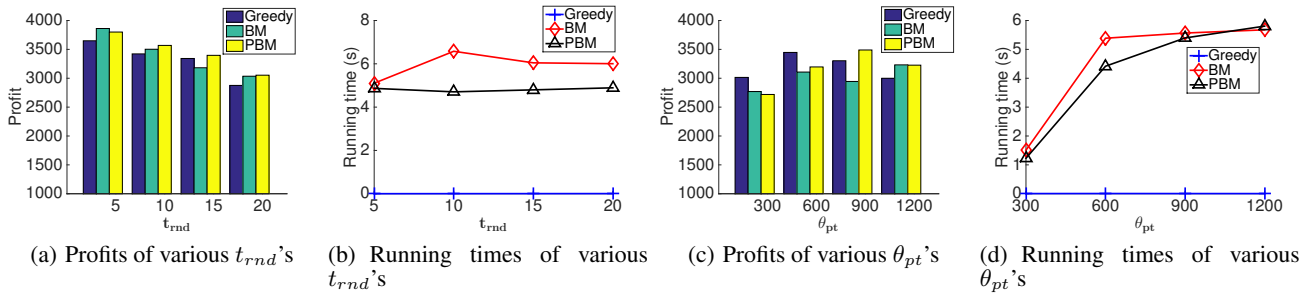 4000
3500
3000
2500
2000
1500
1000
Profit
5 10 15 20
t_rnd
Greedy
BM
PBM
(a) Profits of various t_rnd's
8
6
4
2
0
Running time (s)
5 10 15 20
t_rnd
Greedy
BM
PBM
(b) Running times of various
t_rnd's
4000
3500
3000
2500
2000
1500
1000
Profit
300 600 900 1200
θ_pt
Greedy
BM
PBM
(c) Profits of various θ_pt's
6
5
4
3
2
1
0
Running time (s)
300 600 900 1200
θ_pt
Greedy
BM
PBM
(d) Running times of various
θ_pt's